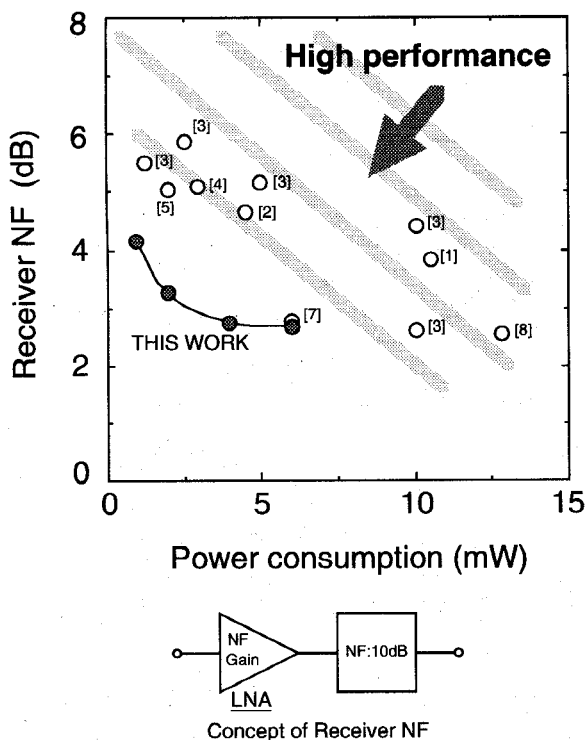 8
High performance
6
Receiver NF (dB)
[3]
[3]
[4]
[3]
[5]
[2]
[3]
[1]
4
THIS WORK
[7]
[3]
[8]
2
0
0
5
10
15
Power consumption (mW)
NF
Gain
NF:10dB
LNA
Concept of Receiver NF